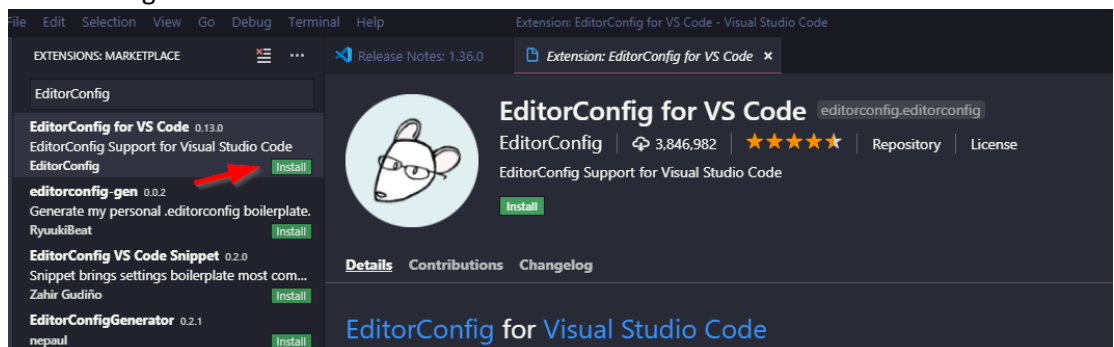 File Edit Selection View Go Debug Terminal Help Extension: EditorConfig for VS Code - Visual Studio Code
EXTENSIONS: MARKETPLACE
EditorConfig
EditorConfig for VS Code 0.13.0
EditorConfig Support for Visual Studio Code
EditorConfig Install
editorconfig-gen 0.0.2
Generate my personal .editorconfig boilerplate.
RyuukiBeat Install
EditorConfig VS Code Snippet 0.2.0
Snippet brings settings boilerplate most com...
Zahir Gudiño Install
EditorConfigGenerator 0.2.1
nepaul Install
Release Notes: 1.36.0 Extension: EditorConfig for VS Code
EditorConfig for VS Code editorconfig.editorconfig
EditorConfig 3,846,982 Repository License
EditorConfig Support for Visual Studio Code
Install
Details Contributions Changelog
EditorConfig for Visual Studio Code